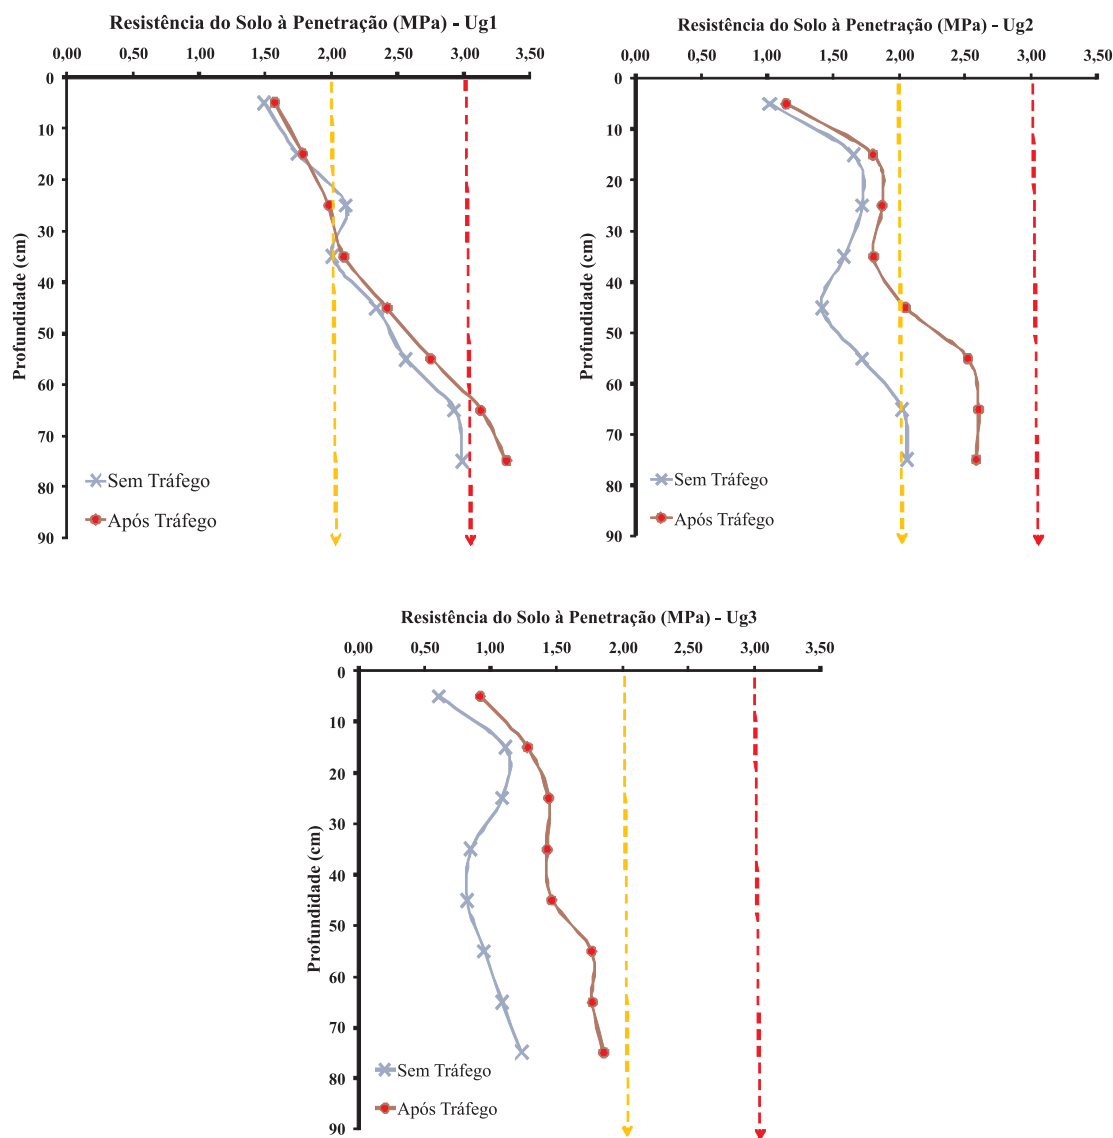 Resistência do Solo à Penetração (MPa) - Ug1
0,00 0,50 1,00 1,50 2,00 2,50 3,00 3,50
0
10
20
30
40
50
60
70
80
90
Profundidade (cm)
Sem Tráfego
Após Tráfego
Resistência do Solo à Penetração (MPa) - Ug2
0,00 0,50 1,00 1,50 2,00 2,50 3,00 3,50
0
10
20
30
40
50
60
70
80
90
Profundidade (cm)
Sem Tráfego
Após Tráfego
Resistência do Solo à Penetração (MPa) - Ug3
0,00 0,50 1,00 1,50 2,00 2,50 3,00 3,50
0
10
20
30
40
50
60
70
80
90
Profundidade (cm)
Sem Tráfego
Após Tráfego